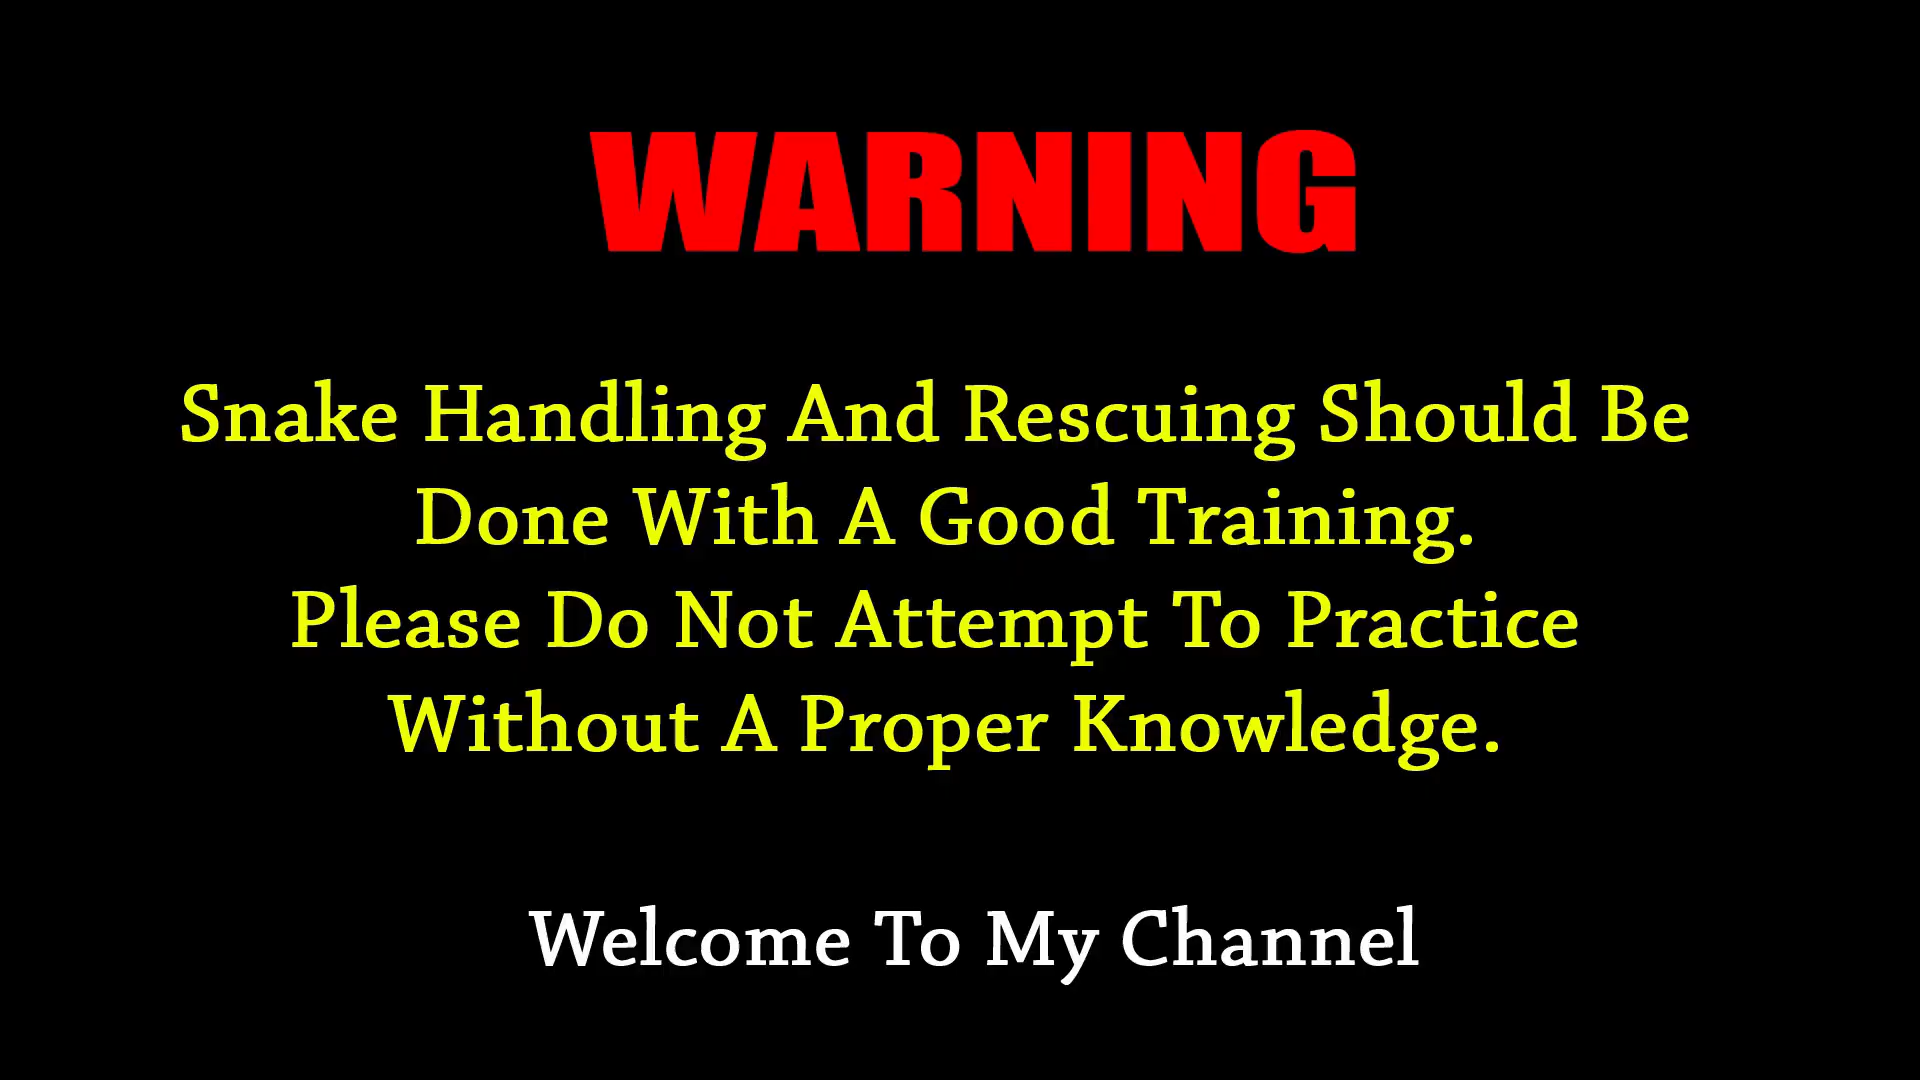 WARNING
Snake Handling And Rescuing Should Be
Done With A Good Training.
Please Do Not Attempt To Practice
Without A Proper Knowledge.
Welcome To My Channel